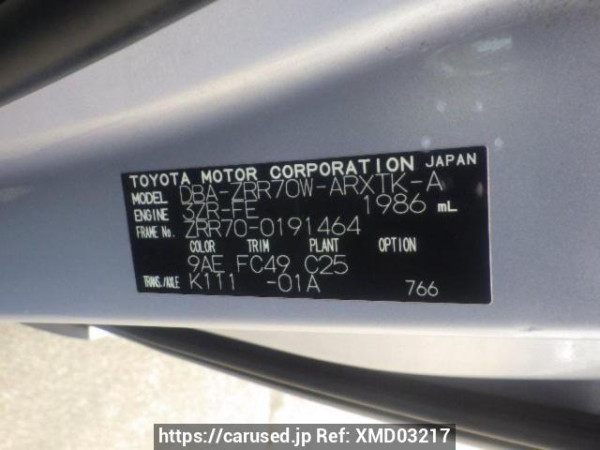 TOYOTA MOTOR CORPORATION JAPAN
MODEL DBA-ZRR70W-ARXTK-A
ENGINE 3ZR-FE 1986 mL
FRAME No. ZRR70-0191464
COLOR TRIM PLANT OPTION
9AE FC49 C25
TRANS./AXLE K111 -01A 766
https://carused.jp Ref: XMD03217